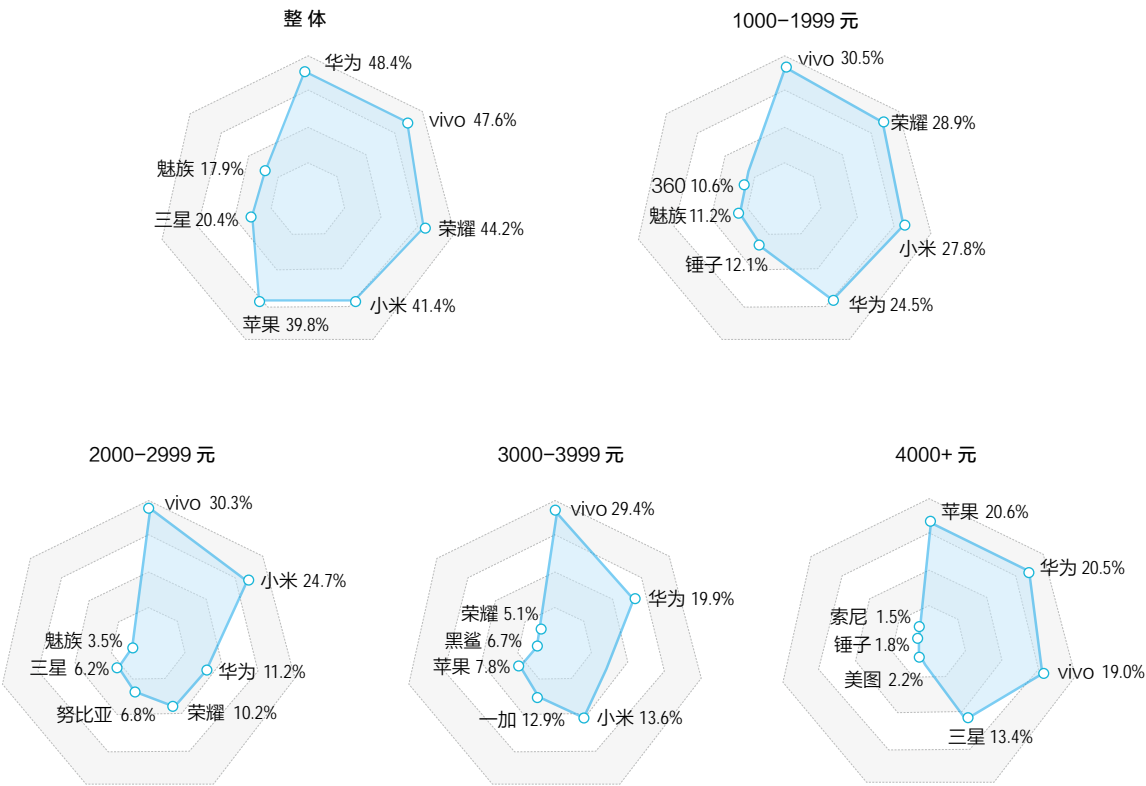 整 体
华为 48.4%
vivo 47.6%
荣耀 44.2%
小米 41.4%
苹果 39.8%
三星 20.4%
魅族 17.9%
1000–1999 元
vivo 30.5%
荣耀 28.9%
小米 27.8%
华为 24.5%
锤子 12.1%
魅族 11.2%
360 10.6%
2000–2999 元
vivo 30.3%
小米 24.7%
华为 11.2%
荣耀 10.2%
努比亚 6.8%
三星 6.2%
魅族 3.5%
3000–3999 元
vivo 29.4%
华为 19.9%
小米 13.6%
一加 12.9%
苹果 7.8%
黑鲨 6.7%
荣耀 5.1%
4000+ 元
苹果 20.6%
华为 20.5%
vivo 19.0%
三星 13.4%
美图 2.2%
锤子 1.8%
索尼 1.5%